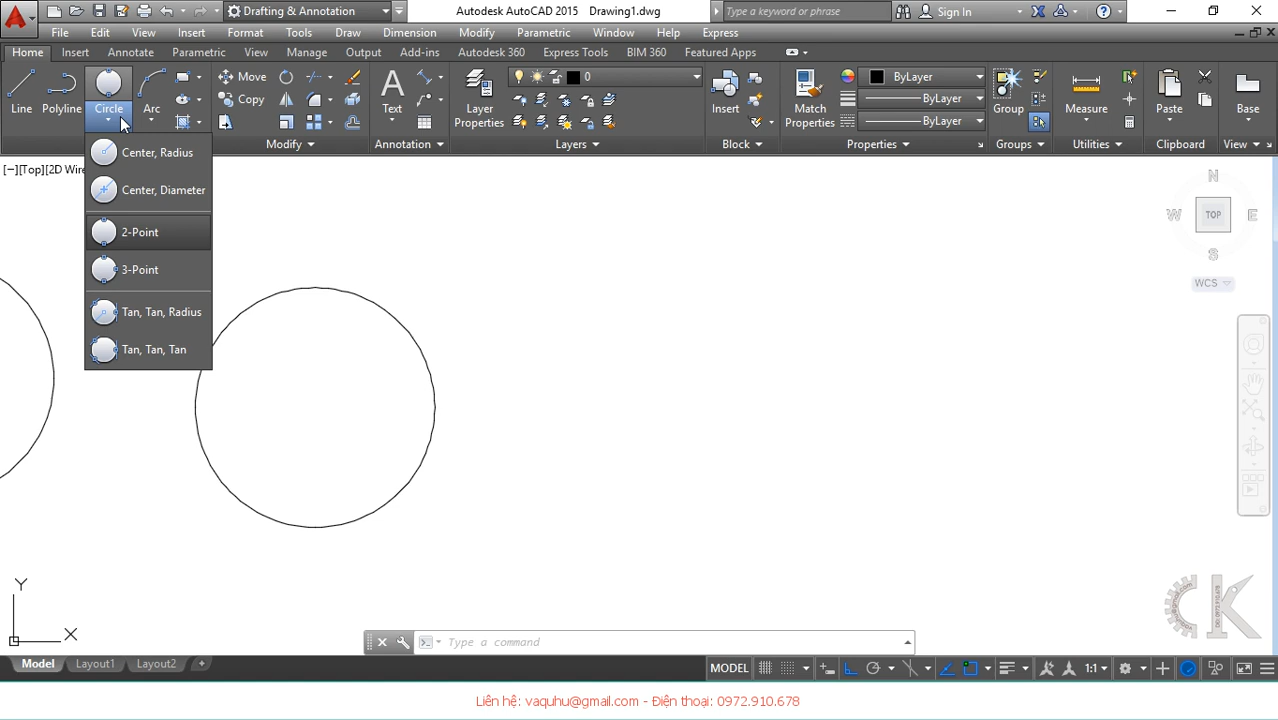 Drafting & Annotation
Autodesk AutoCAD 2015 Drawing1.dwg
Type a keyword or phrase
Sign In
File Edit View Insert Format Tools Draw Dimension Modify Parametric Window Help Express
Home Insert Annotate Parametric View Manage Output Add-ins Autodesk 360 Express Tools BIM 360 Featured Apps
Line Polyline Circle Arc
Move
Copy
Text
Layer Properties
0
Insert
Match Properties
ByLayer
ByLayer
ByLayer
Group
Measure
Paste
Base
Modify Annotation Layers Block Properties Groups Utilities Clipboard View
[−][Top][2D Wire
Center, Radius
Center, Diameter
2-Point
3-Point
Tan, Tan, Radius
Tan, Tan, Tan
N
W TOP E
S
WCS
Y
X
CK
Type a command
Model Layout1 Layout2 +
MODEL 1:1
Liên hệ: vaquhu@gmail.com - Điện thoại: 0972.910.678